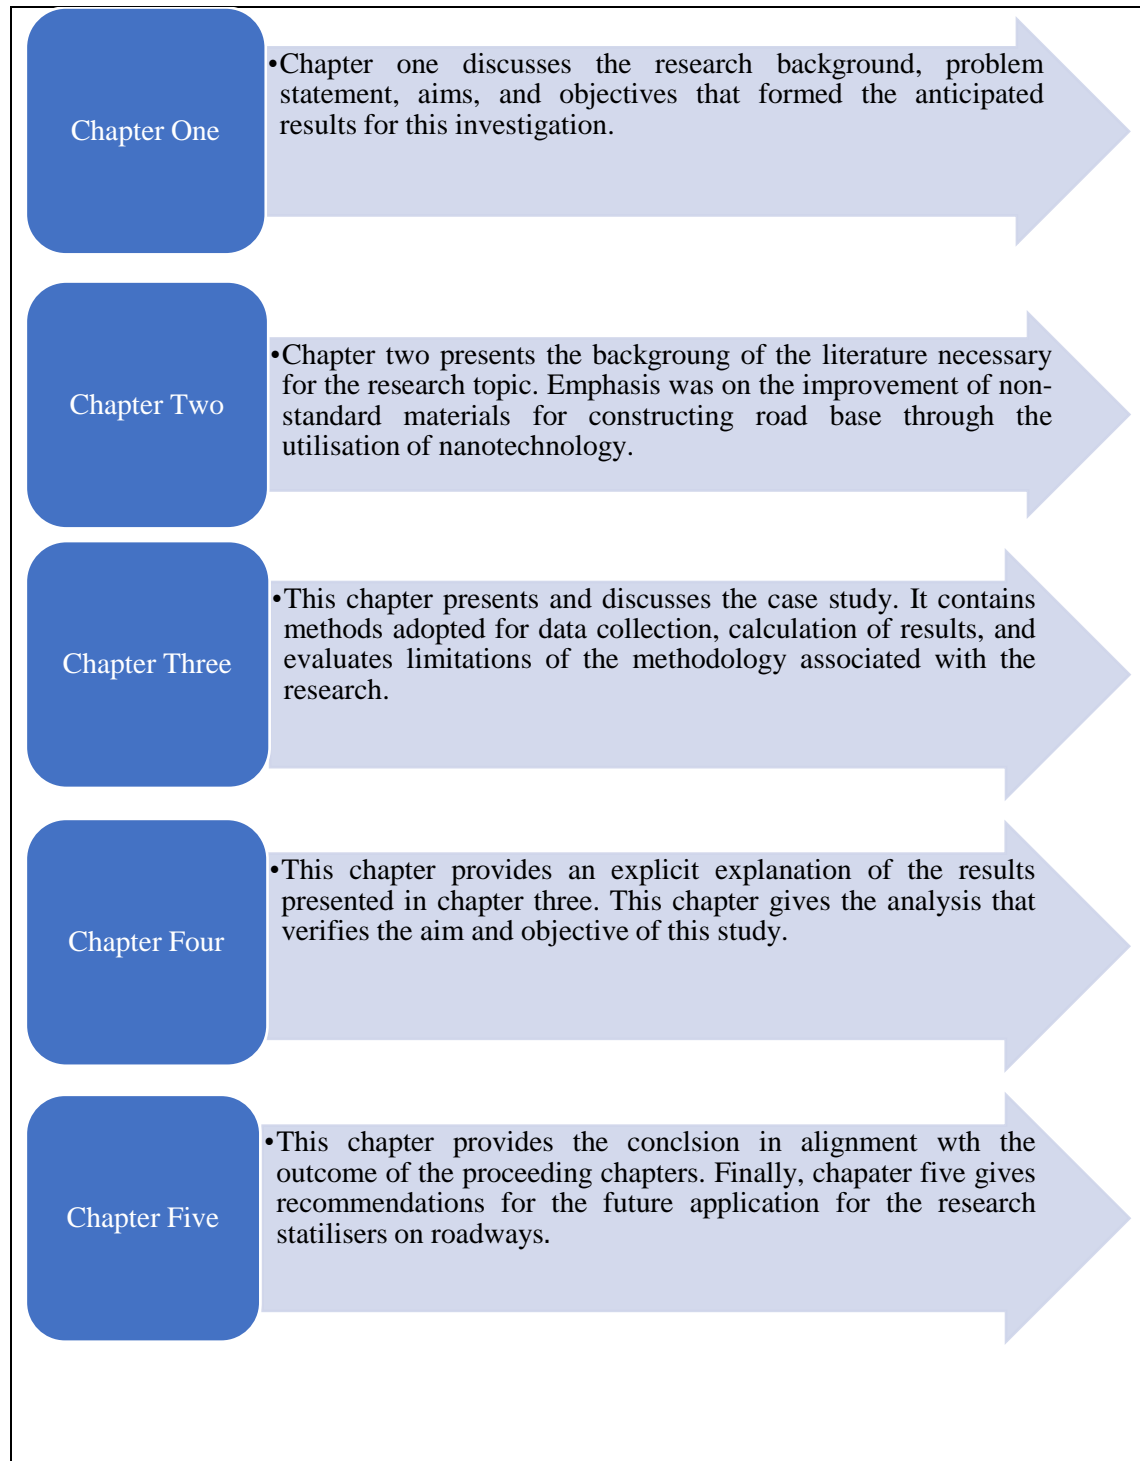 Chapter One
•Chapter one discusses the research background, problem
statement, aims, and objectives that formed the anticipated
results for this investigation.
Chapter Two
•Chapter two presents the backgroung of the literature necessary
for the research topic. Emphasis was on the improvement of non-
standard materials for constructing road base through the
utilisation of nanotechnology.
Chapter Three
•This chapter presents and discusses the case study. It contains
methods adopted for data collection, calculation of results, and
evaluates limitations of the methodology associated with the
research.
Chapter Four
•This chapter provides an explicit explanation of the results
presented in chapter three. This chapter gives the analysis that
verifies the aim and objective of this study.
Chapter Five
•This chapter provides the conclsion in alignment wth the
outcome of the proceeding chapters. Finally, chapater five gives
recommendations for the future application for the research
statilisers on roadways.